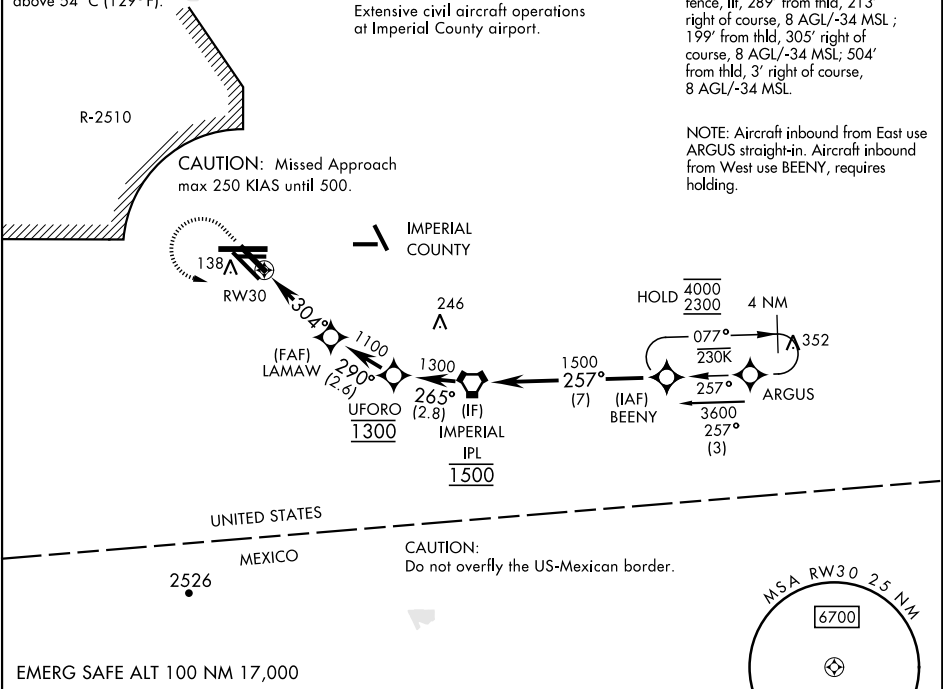 above 54° C (129° F).
Extensive civil aircraft operations
at Imperial County airport.
right of course, 8 AGL/-34 MSL ;
199' from thld, 305' right of
course, 8 AGL/-34 MSL; 504'
from thld, 3' right of course,
8 AGL/-34 MSL.
NOTE: Aircraft inbound from East use
ARGUS straight-in. Aircraft inbound
from West use BEENY, requires
holding.
R-2510
CAUTION: Missed Approach
max 250 KIAS until 500.
IMPERIAL
COUNTY
138
RW30
304°
246
HOLD 4000
2300
4 NM
077°
230K
352
(FAF)
LAMAW
1100
290°
(2.6)
UFORO
1300
1300
265°
(2.8)
(IF)
IMPERIAL
IPL
1500
1500
257°
(7)
(IAF)
BEENY
257°
ARGUS
3600
257°
(3)
UNITED STATES
MEXICO
CAUTION:
Do not overfly the US-Mexican border.
2526
MSA RW30 25 NM
6700
EMERG SAFE ALT 100 NM 17,000